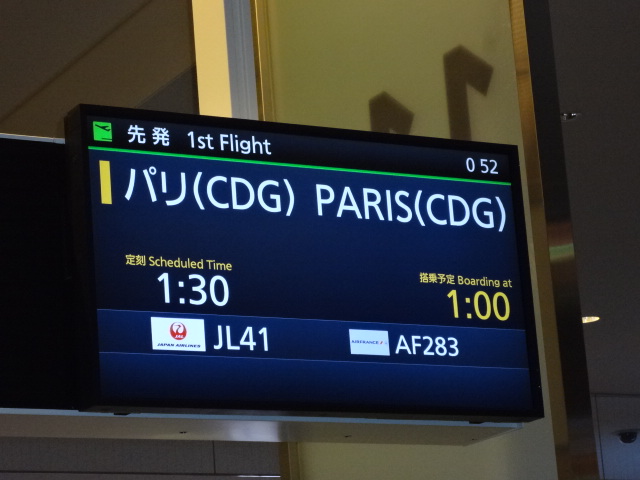 先発 1st Flight 0 52
パリ(CDG) PARIS(CDG)
定刻 Scheduled Time
1:30
搭乗予定 Boarding at
1:00
JAPAN AIRLINES
JL41
AIRFRANCE
AF283